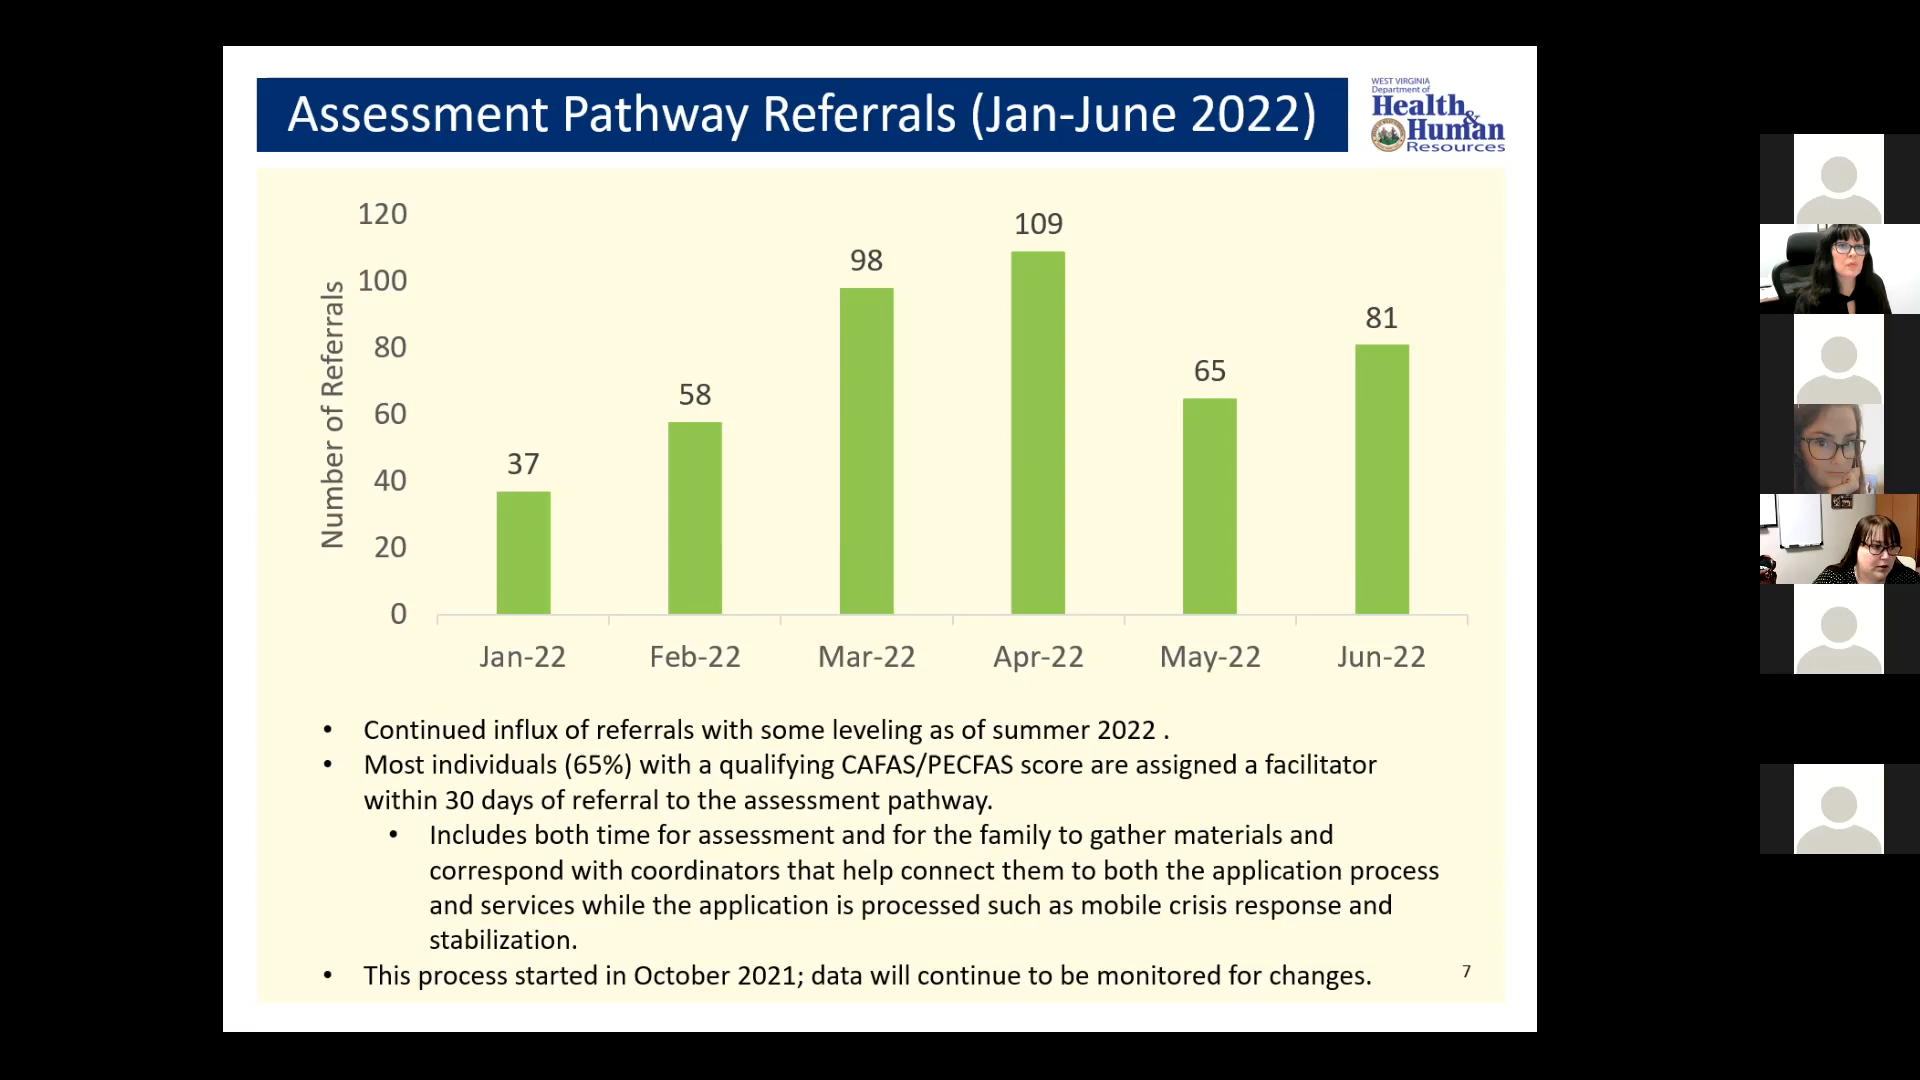 Assessment Pathway Referrals (Jan-June 2022)
WEST VIRGINIA
Department of
Health &
Human
Resources
120
100
80
60
40
20
0
Number of Referrals
37
58
98
109
65
81
Jan-22 Feb-22 Mar-22 Apr-22 May-22 Jun-22
• Continued influx of referrals with some leveling as of summer 2022 .
• Most individuals (65%) with a qualifying CAFAS/PECFAS score are assigned a facilitator
within 30 days of referral to the assessment pathway.
• Includes both time for assessment and for the family to gather materials and
correspond with coordinators that help connect them to both the application process
and services while the application is processed such as mobile crisis response and
stabilization.
• This process started in October 2021; data will continue to be monitored for changes.
7